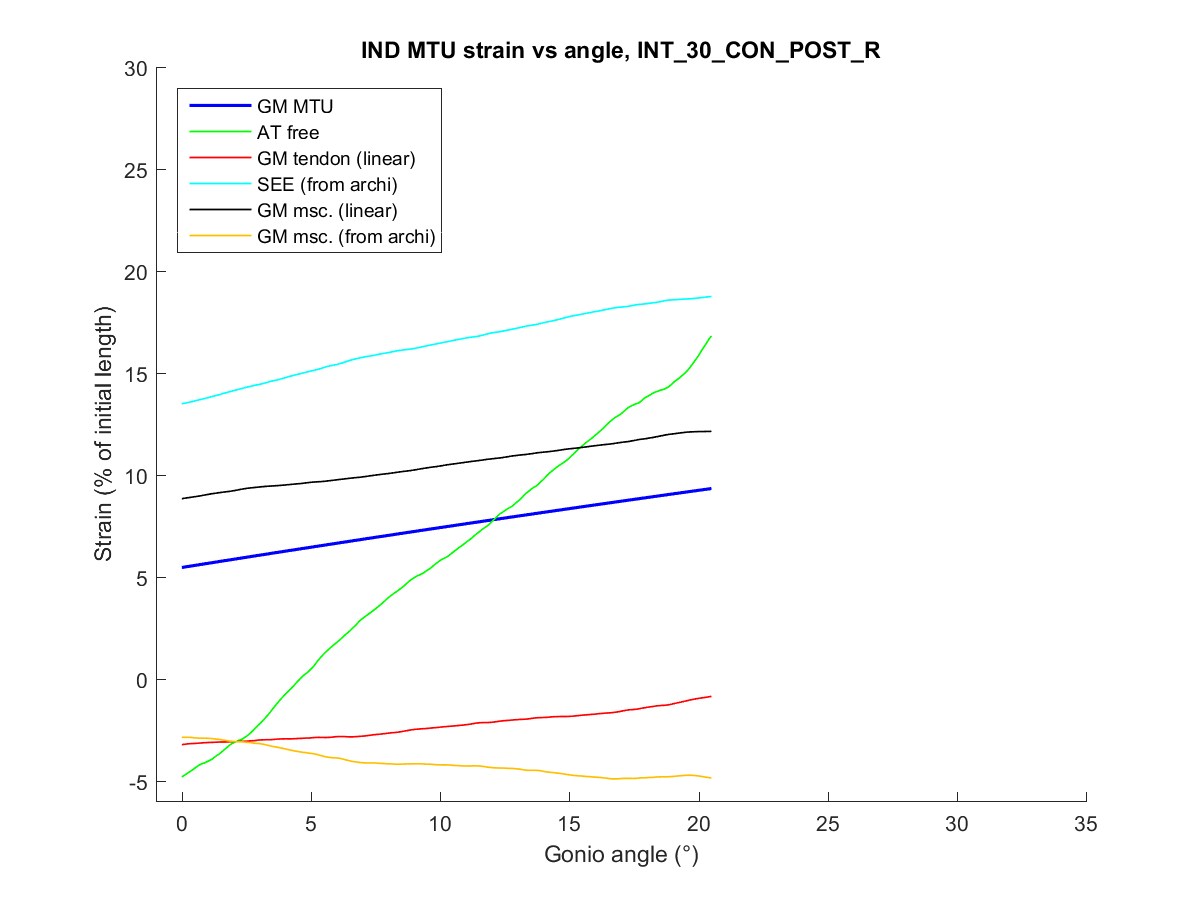 IND MTU strain vs angle, INT_30_CON_POST_R
30
25
20
15
10
5
0
-5
Strain (% of initial length)
GM MTU
AT free
GM tendon (linear)
SEE (from archi)
GM msc. (linear)
GM msc. (from archi)
0 5 10 15 20 25 30 35
Gonio angle (°)